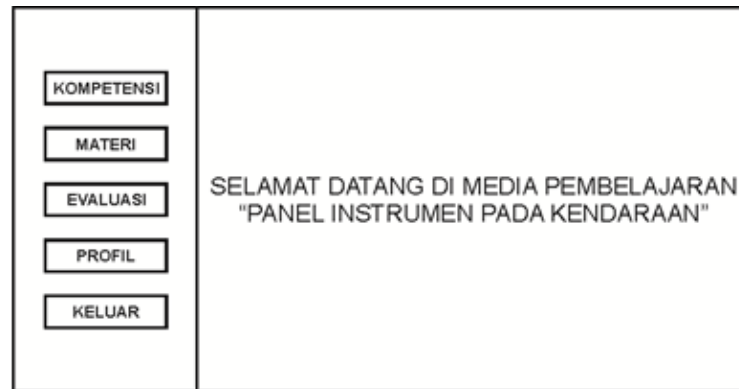 KOMPETENSI
MATERI
EVALUASI
PROFIL
KELUAR
SELAMAT DATANG DI MEDIA PEMBELAJARAN
“PANEL INSTRUMEN PADA KENDARAAN”